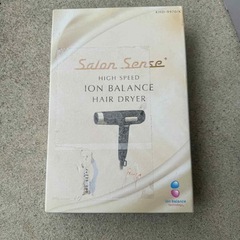 Salon Sense
HIGH SPEED
ION BALANCE
HAIR DRYER